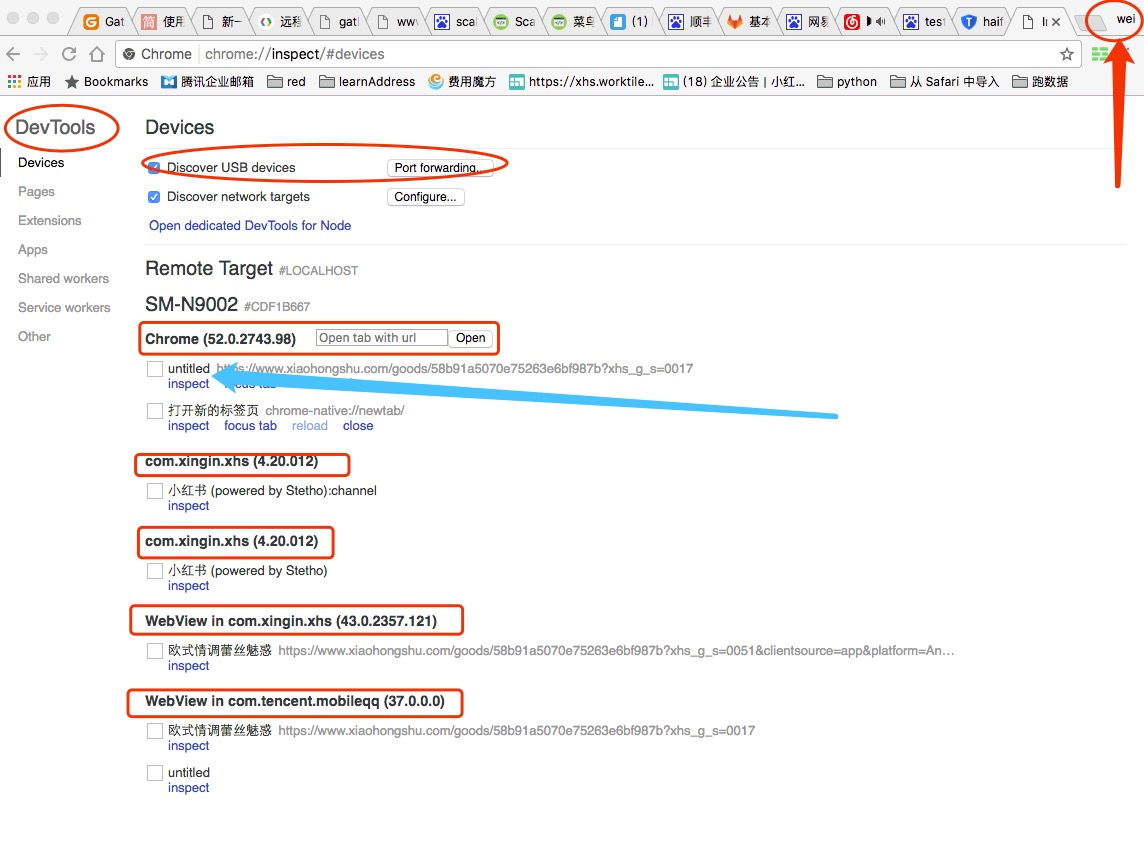 Gat 使用 新一 远程 gat ww scal Sca 菜鸟 (1) 顺丰 基本 网易 test haif In wei
Chrome chrome://inspect/#devices
应用 Bookmarks 腾讯企业邮箱 red learnAddress 费用魔方 https://xhs.worktile... (18) 企业公告 | 小红... python 从 Safari 中导入 跑数据
DevTools
Devices
Pages
Extensions
Apps
Shared workers
Service workers
Other
Devices
Discover USB devices Port forwarding...
Discover network targets Configure...
Open dedicated DevTools for Node
Remote Target #LOCALHOST
SM-N9002 #CDF1B667
Chrome (52.0.2743.98) Open tab with url Open
untitled https://www.xiaohongshu.com/goods/58b91a5070e75263e6bf987b?xhs_g_s=0017
inspect focus tab
打开新的标签页 chrome-native://newtab/
inspect focus tab reload close
com.xingin.xhs (4.20.012)
小红书 (powered by Stetho):channel
inspect
com.xingin.xhs (4.20.012)
小红书 (powered by Stetho)
inspect
WebView in com.xingin.xhs (43.0.2357.121)
欧式情调蕾丝魅惑 https://www.xiaohongshu.com/goods/58b91a5070e75263e6bf987b?xhs_g_s=0051&clientsource=app&platform=An…
inspect
WebView in com.tencent.mobileqq (37.0.0.0)
欧式情调蕾丝魅惑 https://www.xiaohongshu.com/goods/58b91a5070e75263e6bf987b?xhs_g_s=0017
inspect
untitled
inspect